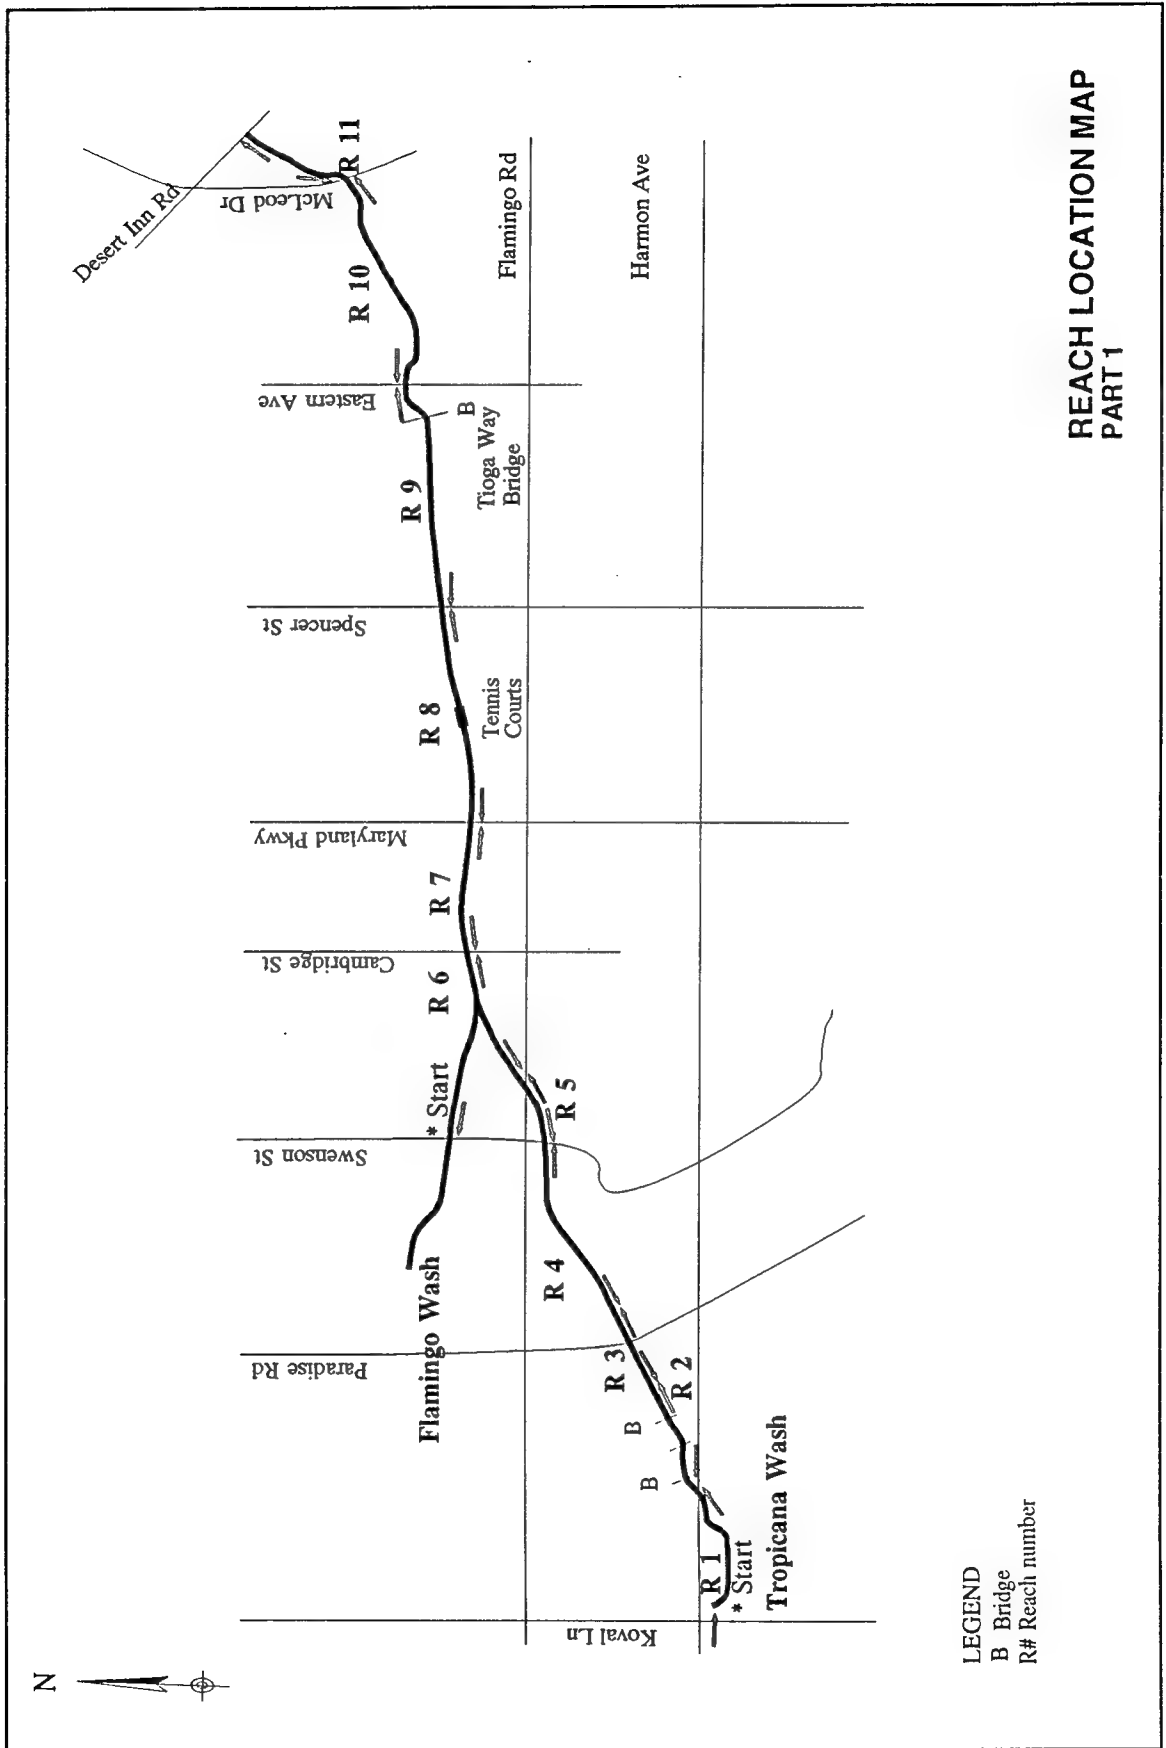 N
Desert Inn Rd
McLeod Dr
R 11
R 10
Eastern Ave
B
Tioga Way
Bridge
R 9
Flamingo Rd
Harmon Ave
Spencer St
R 8
Tennis
Courts
Maryland Pkwy
R 7
Cambridge St
R 6
* Start
Swenson St
R 5
Flamingo Wash
R 4
Paradise Rd
R 3
R 2
B
B
R 1
* Start
Tropicana Wash
Koval Ln
LEGEND
B Bridge
R# Reach number
REACH LOCATION MAP
PART 1